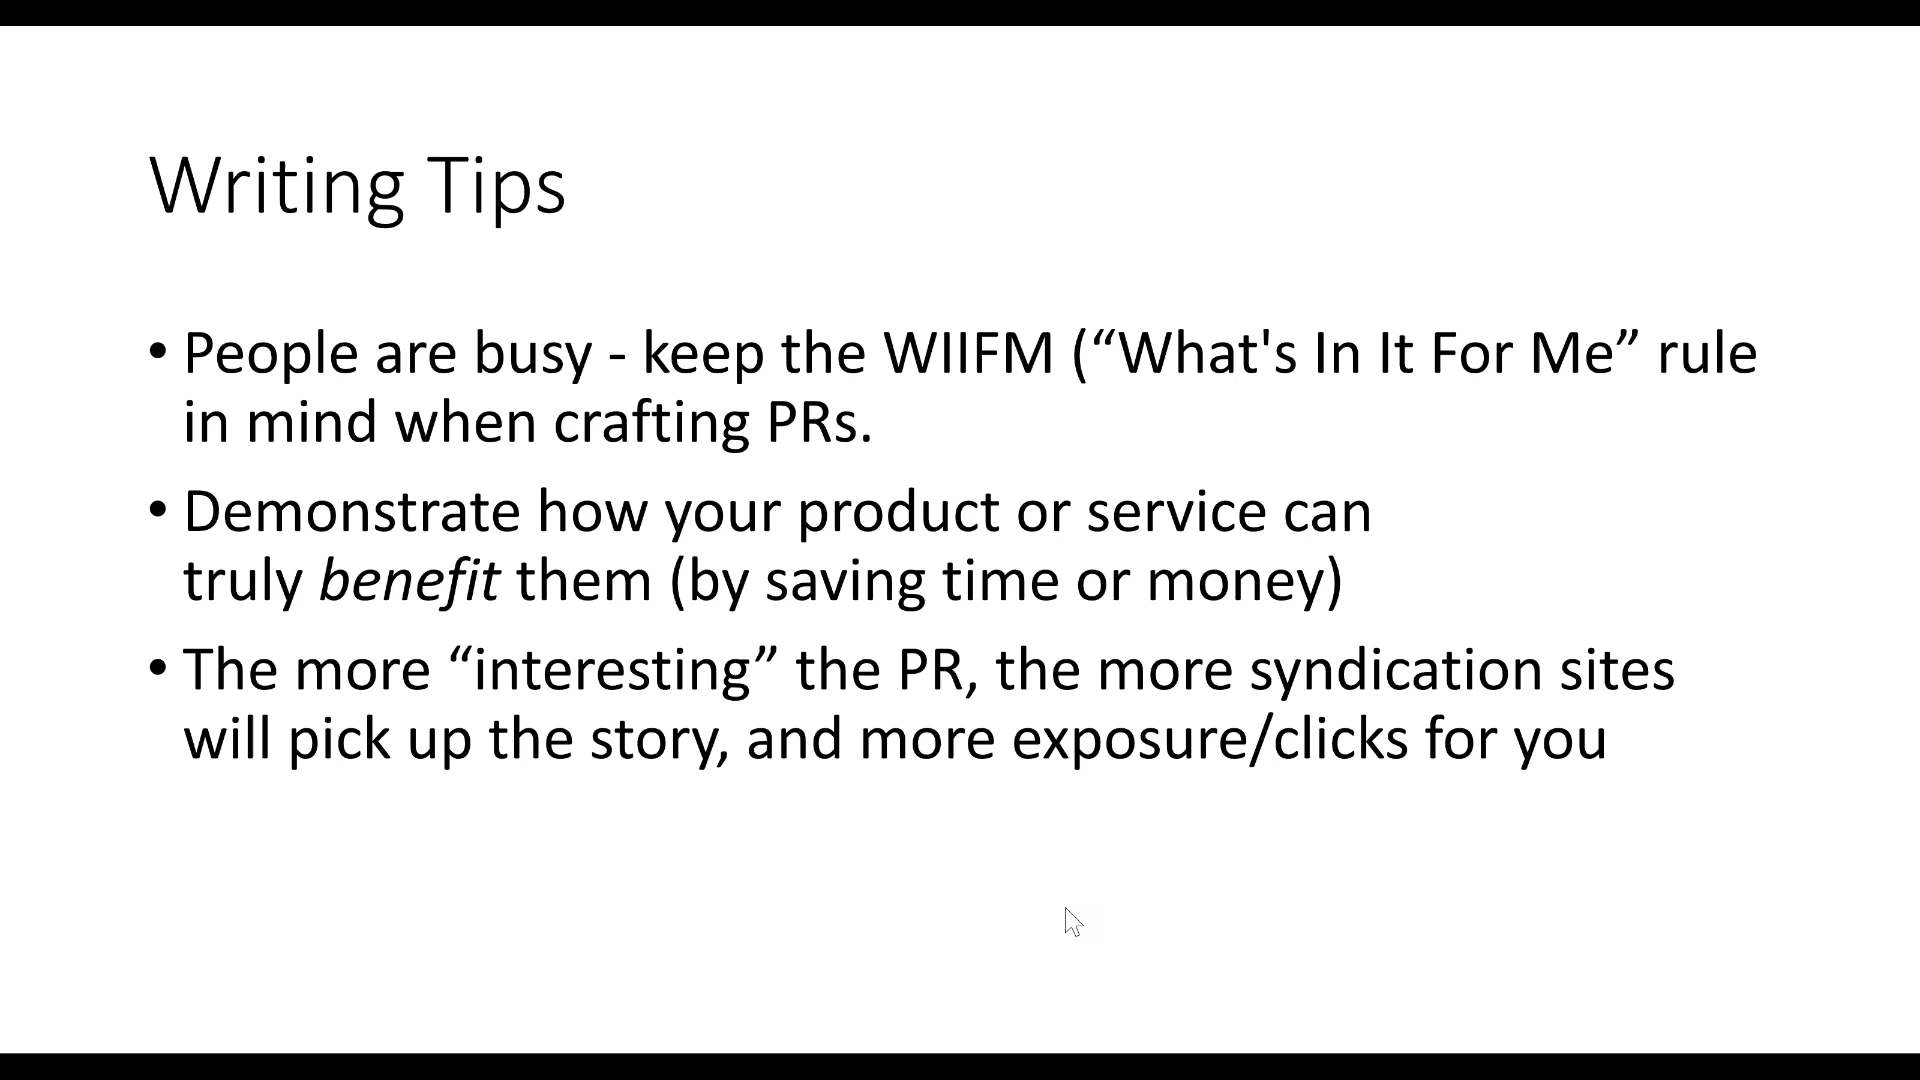 Writing Tips
• People are busy - keep the WIIFM (“What's In It For Me” rule
in mind when crafting PRs.
• Demonstrate how your product or service can
truly benefit them (by saving time or money)
• The more “interesting” the PR, the more syndication sites
will pick up the story, and more exposure/clicks for you